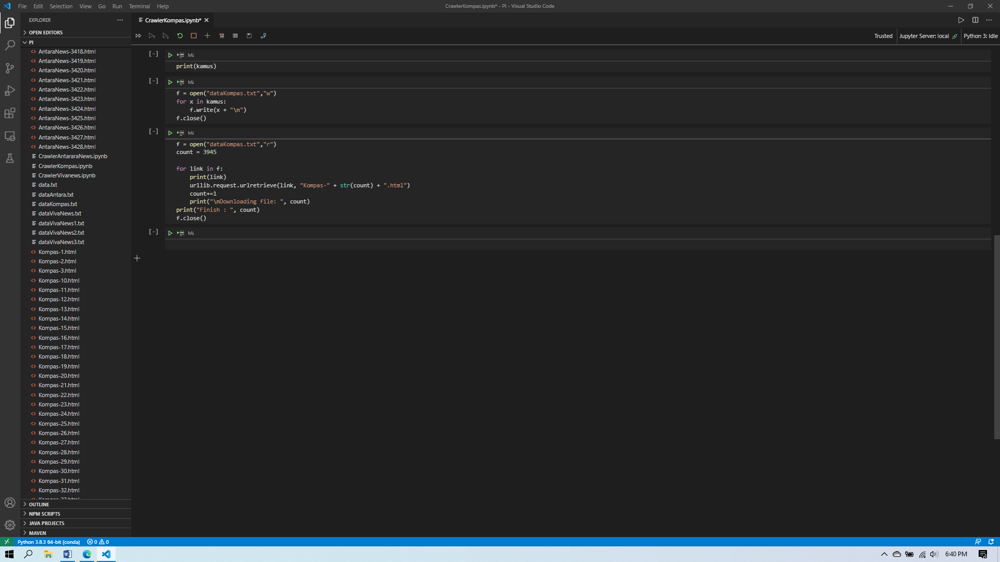 File Edit Selection View Go Run Terminal Help
CrawlerKompas.ipynb* - PI - Visual Studio Code
EXPLORER
CrawlerKompas.ipynb*
OPEN EDITORS
PI
Trusted
Jupyter Server: local
Python 3: Idle
AntaraNews-3418.html
AntaraNews-3419.html
AntaraNews-3420.html
AntaraNews-3421.html
AntaraNews-3422.html
AntaraNews-3423.html
AntaraNews-3424.html
AntaraNews-3425.html
AntaraNews-3426.html
AntaraNews-3427.html
AntaraNews-3428.html
CrawlerAntararaNews.ipynb
CrawlerKompas.ipynb
CrawlerVivanews.ipynb
data.txt
dataAntara.txt
dataKompas.txt
dataVivaNews.txt
dataVivaNews1.txt
dataVivaNews2.txt
dataVivaNews3.txt
Kompas-1.html
Kompas-2.html
Kompas-3.html
Kompas-10.html
Kompas-11.html
Kompas-12.html
Kompas-13.html
Kompas-14.html
Kompas-15.html
Kompas-16.html
Kompas-17.html
Kompas-18.html
Kompas-19.html
Kompas-20.html
Kompas-21.html
Kompas-22.html
Kompas-23.html
Kompas-24.html
Kompas-25.html
Kompas-26.html
Kompas-27.html
Kompas-28.html
Kompas-29.html
Kompas-30.html
Kompas-31.html
Kompas-32.html
OUTLINE
NPM SCRIPTS
JAVA PROJECTS
MAVEN
[-]
M↓
print(kamus)
[-]
M↓
f = open("dataKompas.txt","w")
for x in kamus:
    f.write(x + "\n")
f.close()
[-]
M↓
f = open("dataKompas.txt","r")
count = 3945
for link in f:
    print(link)
    urllib.request.urlretrieve(link, "Kompas-" + str(count) + ".html")
    count+=1
    print("\nDownloading file: ", count)
print("Finish : ", count)
f.close()
[-]
M↓
Python 3.8.3 64-bit (conda)
0
0
6:40 PM